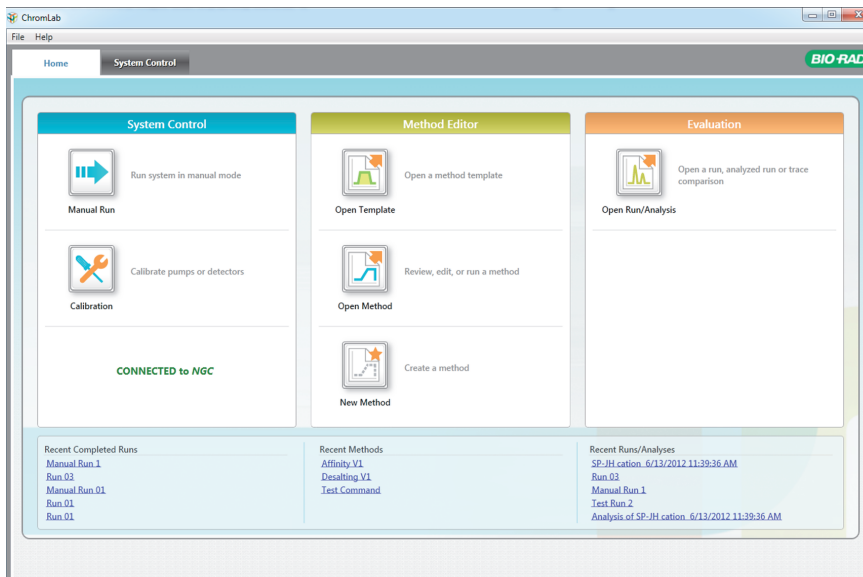 ChromLab
File Help
Home
System Control
BIO-RAD
System Control
Run system in manual mode
Manual Run
Calibrate pumps or detectors
Calibration
CONNECTED to NGC
Method Editor
Open a method template
Open Template
Review, edit, or run a method
Open Method
Create a method
New Method
Evaluation
Open a run, analyzed run or trace
comparison
Open Run/Analysis
Recent Completed Runs
Manual Run 1
Run 03
Manual Run 01
Run 01
Run 01
Recent Methods
Affinity V1
Desalting V1
Test Command
Recent Runs/Analyses
SP-JH cation 6/13/2012 11:39:36 AM
Run 03
Manual Run 1
Test Run 2
Analysis of SP-JH cation 6/13/2012 11:39:36 AM